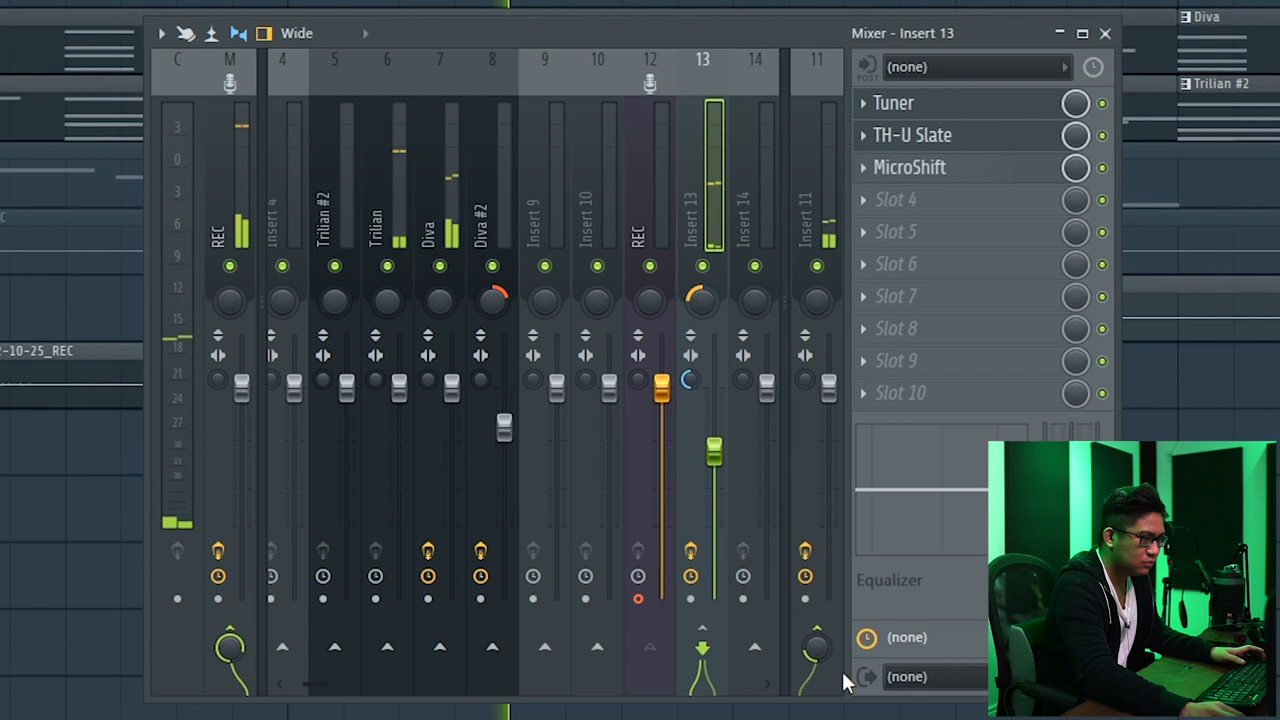 Wide
Mixer - Insert 13
Diva
Trilian #2
C
M
4
5
6
7
8
9
10
12
13
14
11
POST
(none)
Tuner
TH-U Slate
MicroShift
Slot 4
Slot 5
Slot 6
Slot 7
Slot 8
Slot 9
Slot 10
3
0
3
6
9
12
15
18
21
24
27
30
33
36
REC
Insert 4
Trilian #2
Trilian
Diva
Diva #2
Insert 9
Insert 10
REC
Insert 13
Insert 14
Insert 11
C
2-10-25_REC
Equalizer
(none)
(none)